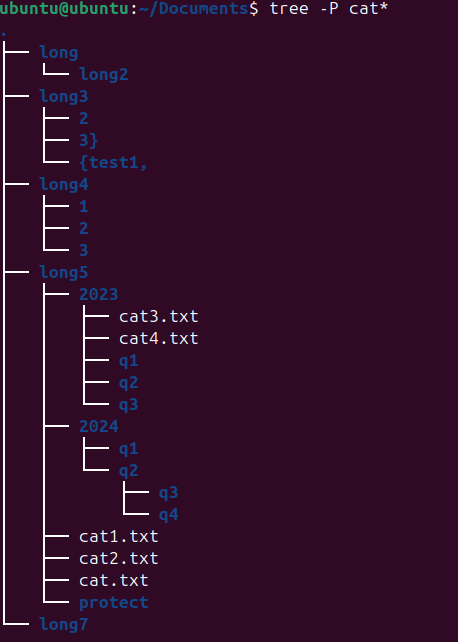 ubuntu@ubuntu:~/Documents$ tree -P cat*
.
├── long
│   └── long2
├── long3
│   ├── 2
│   ├── 3}
│   └── {test1,
├── long4
│   ├── 1
│   ├── 2
│   └── 3
├── long5
│   ├── 2023
│   │   ├── cat3.txt
│   │   ├── cat4.txt
│   │   ├── q1
│   │   ├── q2
│   │   └── q3
│   ├── 2024
│   │   ├── q1
│   │   └── q2
│   │       ├── q3
│   │       └── q4
│   ├── cat1.txt
│   ├── cat2.txt
│   ├── cat.txt
│   └── protect
└── long7